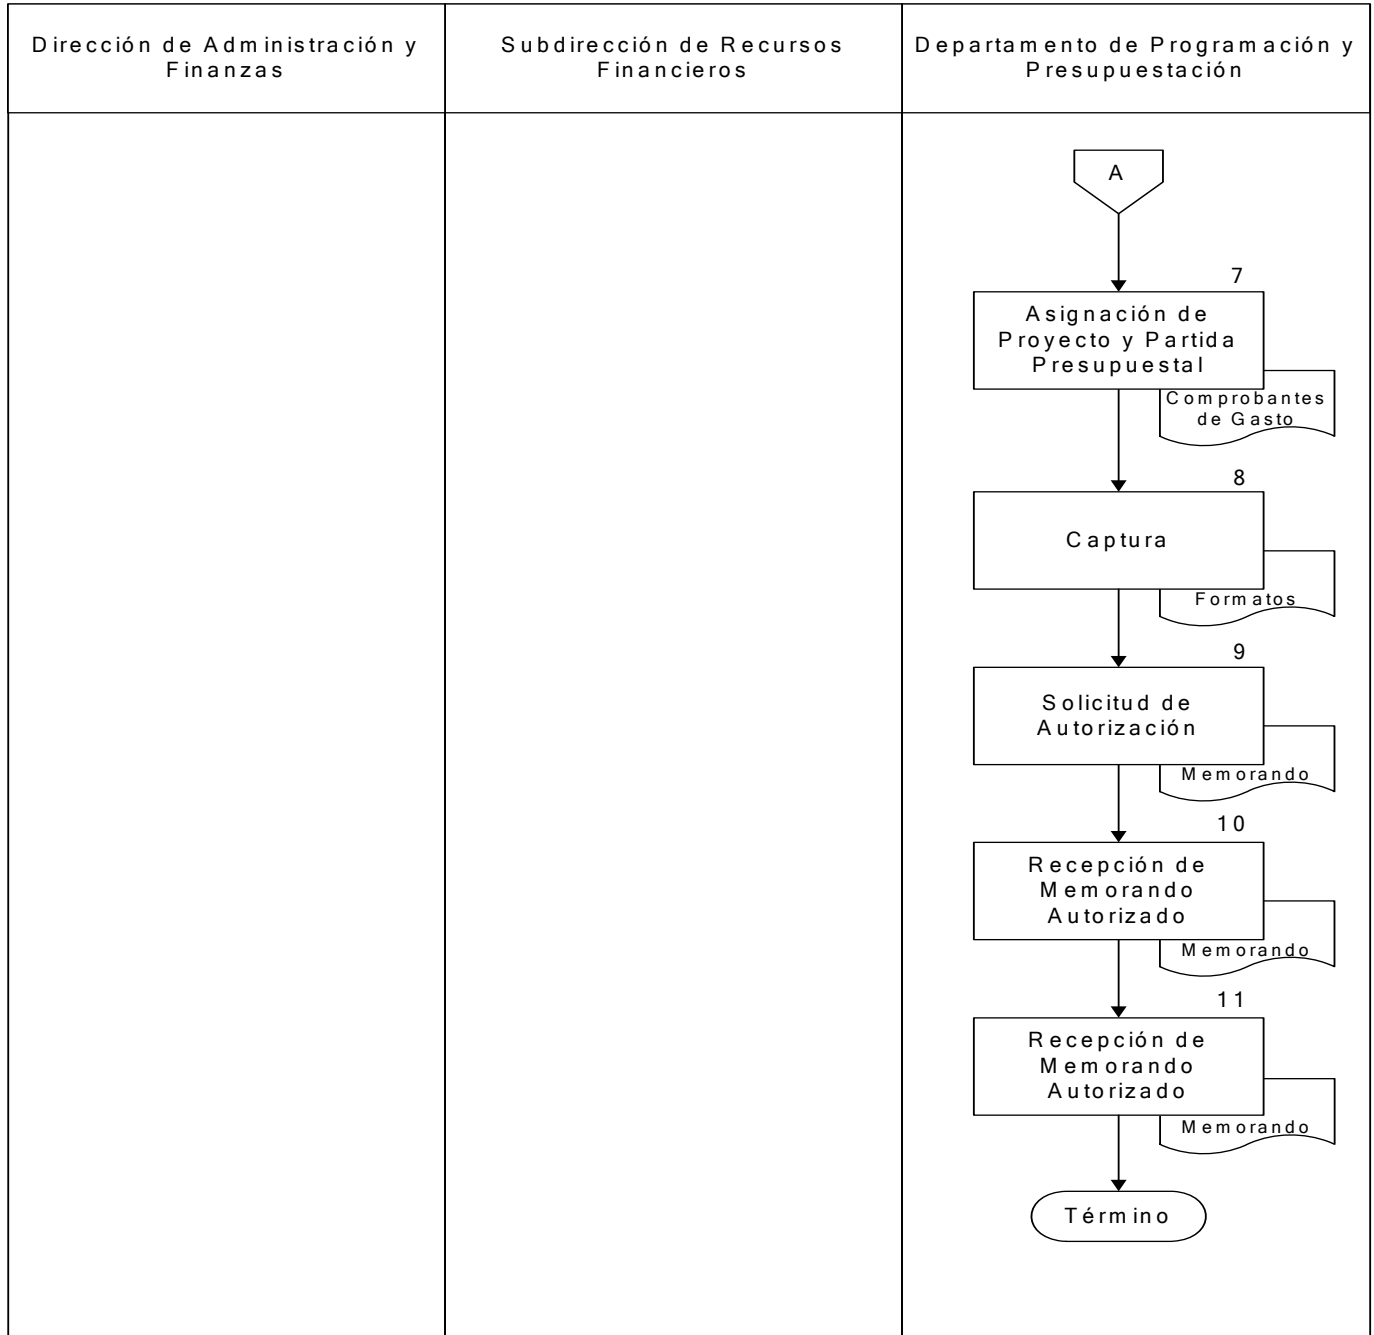 Dirección de Administración y
Finanzas
Subdirección de Recursos
Financieros
Departamento de Programación y
Presupuestación
A
7
Asignación de
Proyecto y Partida
Presupuestal
Comprobantes
de Gasto
8
Captura
Formatos
9
Solicitud de
Autorización
Memorando
10
Recepción de
Memorando
Autorizado
Memorando
11
Recepción de
Memorando
Autorizado
Memorando
Término